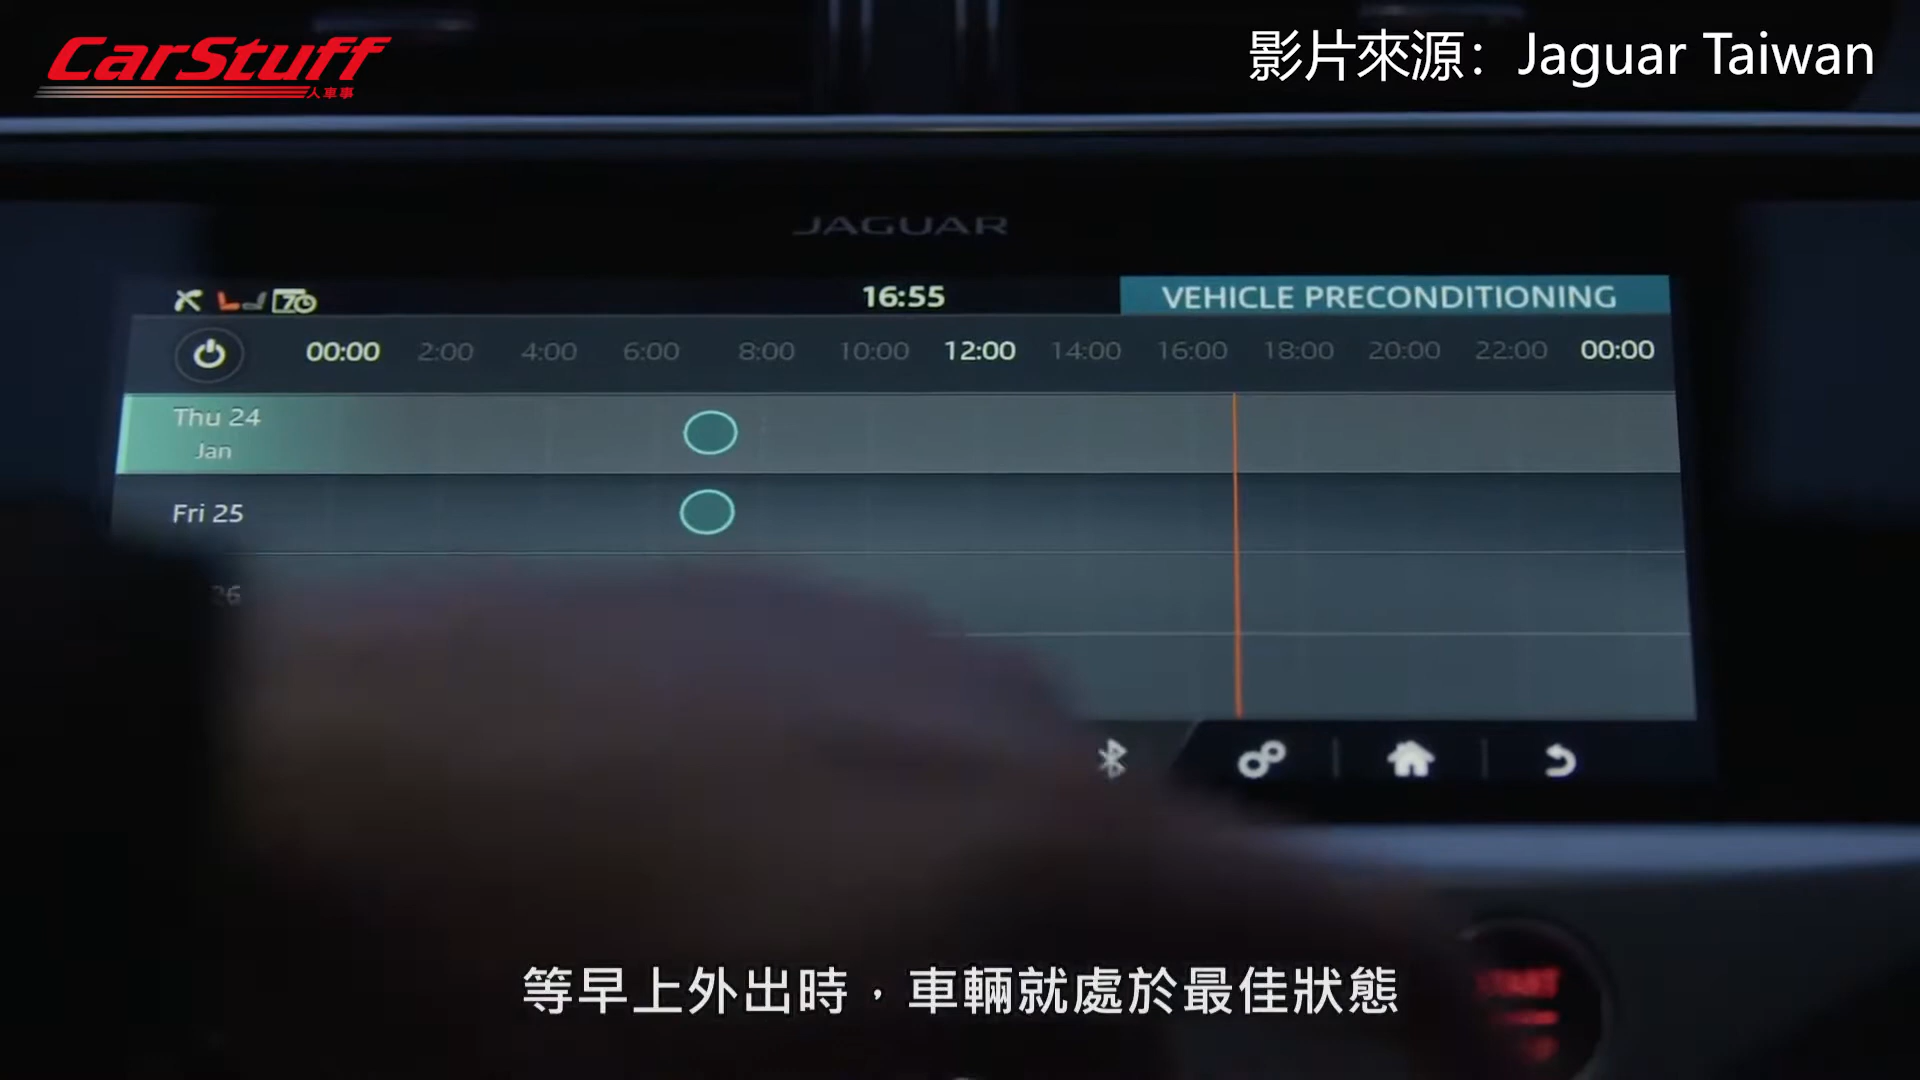 CarStuff
人車事
影片來源：Jaguar Taiwan
JAGUAR
16:55
VEHICLE PRECONDITIONING
00:00 2:00 4:00 6:00 8:00 10:00 12:00 14:00 16:00 18:00 20:00 22:00 00:00
Thu 24
Jan
Fri 25
26
等早上外出時，車輛就處於最佳狀態
START